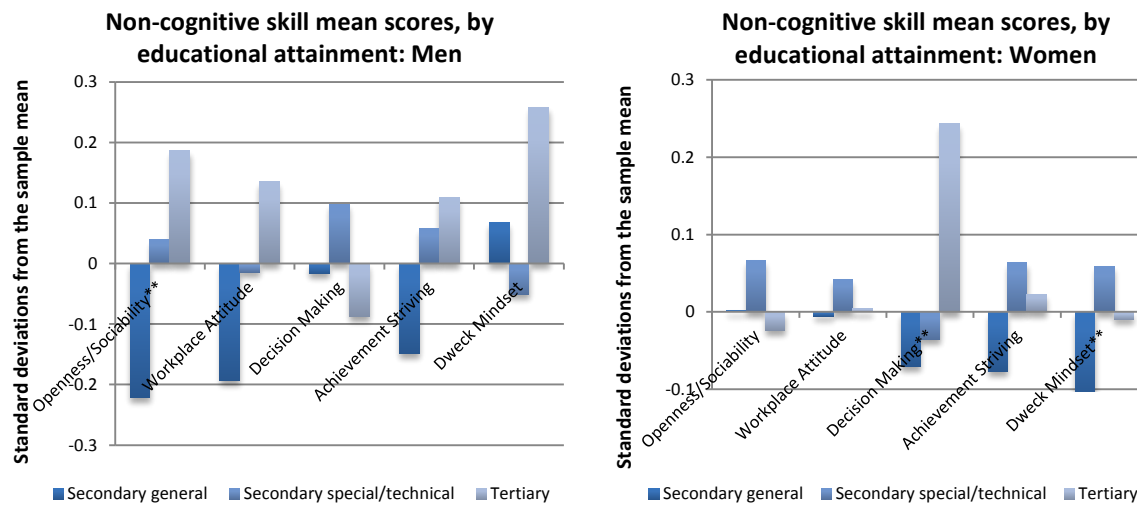 Non-cognitive skill mean scores, by
educational attainment: Men
Standard deviations from the sample mean
0.3
0.2
0.1
0
-0.1
-0.2
-0.3
Openness/Sociability**
Workplace Attitude
Decision Making
Achievement Striving
Dweck Mindset
Secondary general
Secondary special/technical
Tertiary
Non-cognitive skill mean scores, by
educational attainment: Women
Standard deviations from the sample mean
0.3
0.2
0.1
0
-0.1
Openness/Sociability
Workplace Attitude
Decision Making**
Achievement Striving
Dweck Mindset**
Secondary general
Secondary special/technical
Tertiary